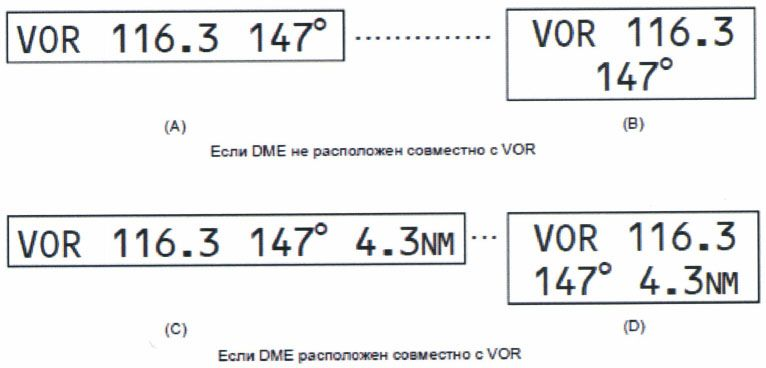 VOR 116.3 147°
VOR 116.3
147°
(A)
(B)
Если DME не расположен совместно с VOR
VOR 116.3 147° 4.3NM
VOR 116.3
147° 4.3NM
(C)
(D)
Если DME расположен совместно с VOR